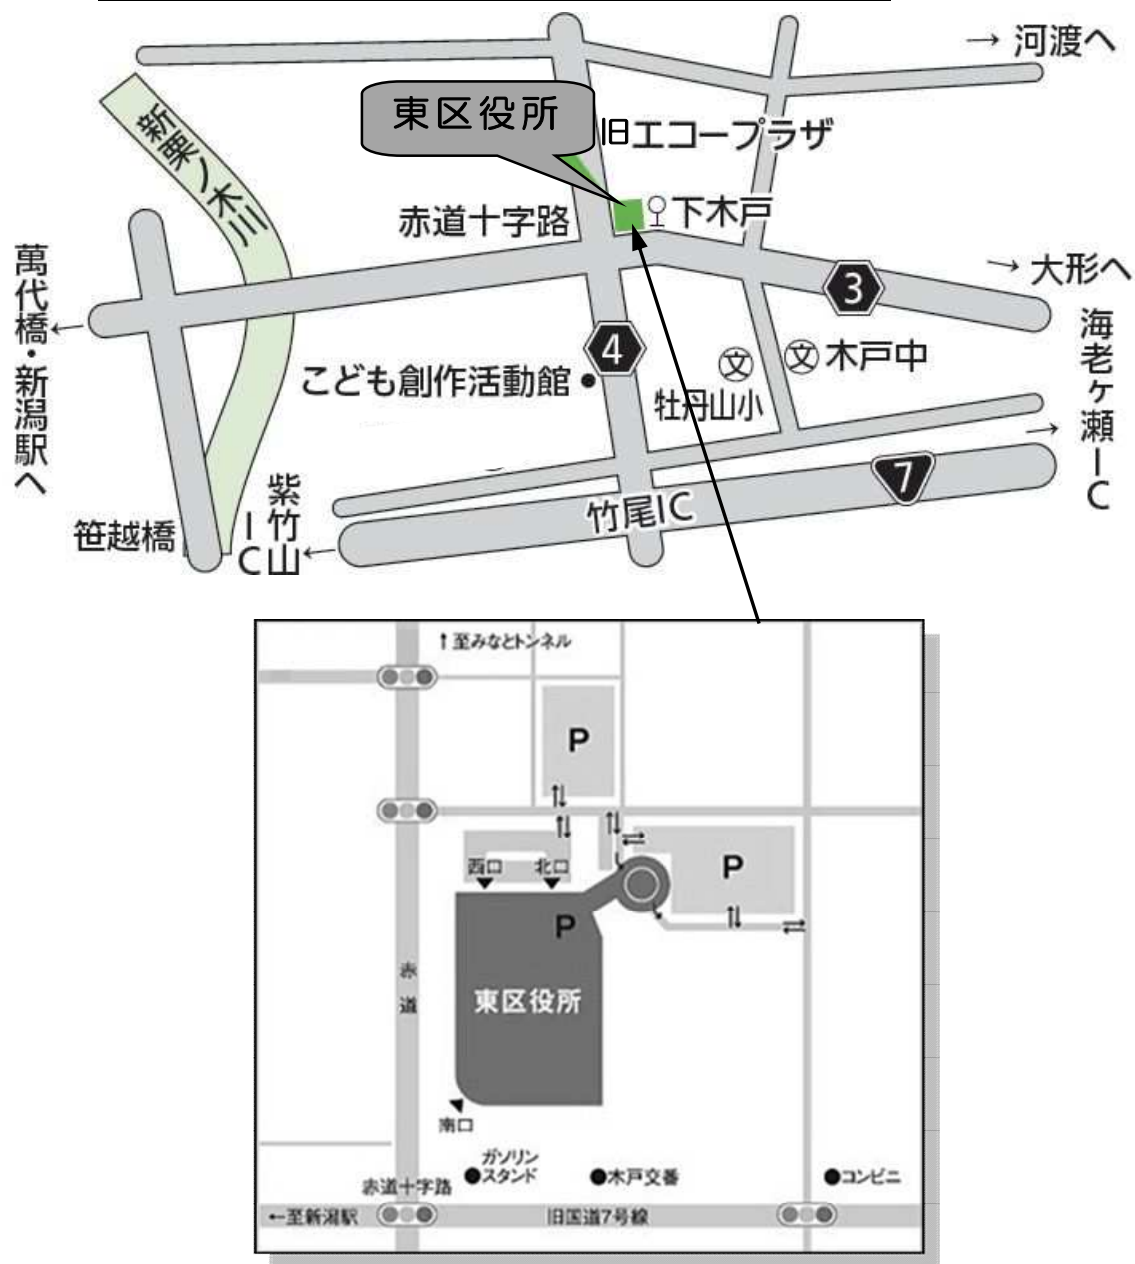 → 河渡へ
東区役所
旧エコープラザ
新栗ノ木川
下木戸
赤道十字路
萬代橋・新潟駅へ
←
→ 大形へ
3
4
海老ヶ瀬IC
→
文
文 木戸中
こども創作活動館
牡丹山小
7
紫竹山
IC
←
竹尾IC
笹越橋
↑至みなとトンネル
P
西口
北口
P
P
赤道
東区役所
南口
ガソリン
スタンド
木戸交番
コンビニ
赤道十字路
←至新潟駅
旧国道7号線